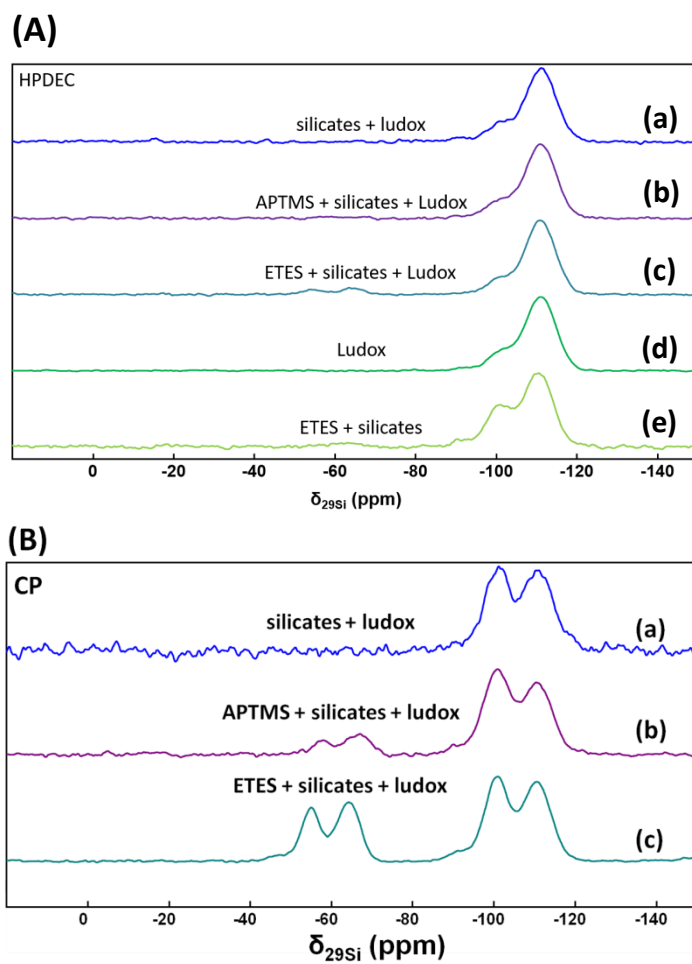 (A)
HPDEC
silicates + ludox
(a)
APTMS + silicates + Ludox
(b)
ETES + silicates + Ludox
(c)
Ludox
(d)
ETES + silicates
(e)
0 -20 -40 -60 -80 -100 -120 -140
δ29Si (ppm)
(B)
CP
silicates + ludox
(a)
APTMS + silicates + ludox
(b)
ETES + silicates + ludox
(c)
0 -20 -40 -60 -80 -100 -120 -140
δ29Si (ppm)